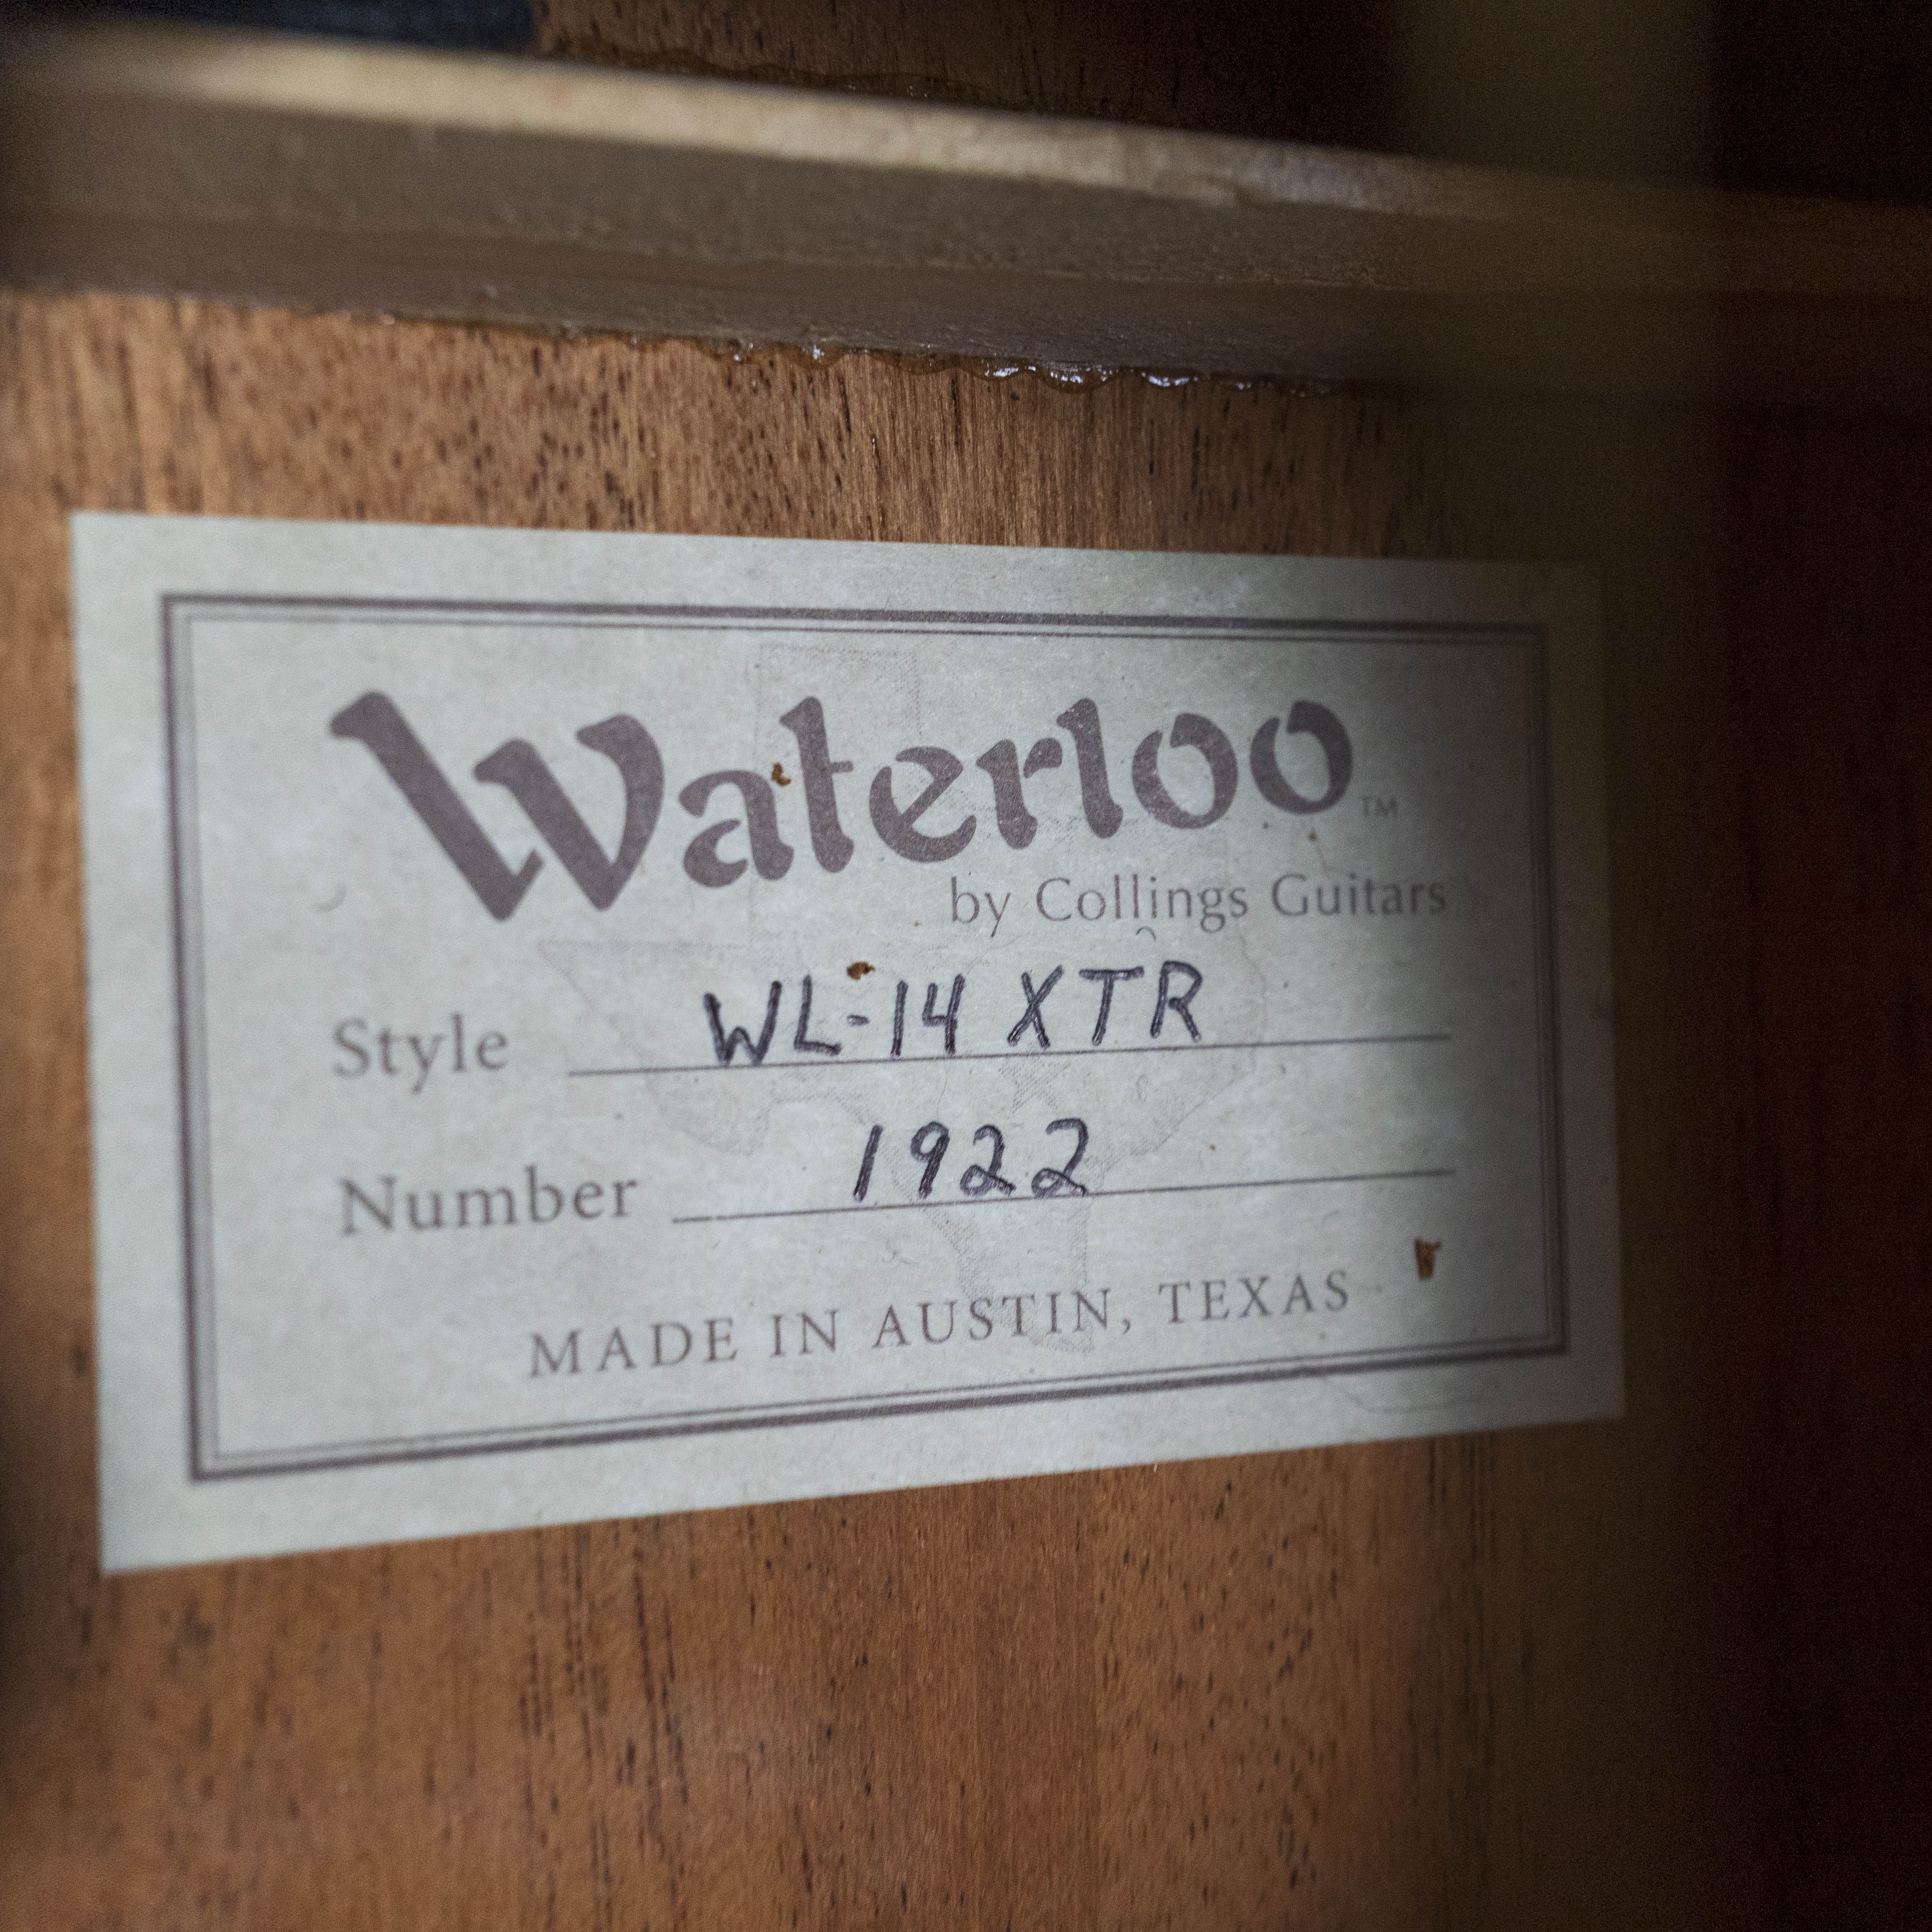 Waterloo™
by Collings Guitars
Style WL-14 XTR
Number 1922
MADE IN AUSTIN, TEXAS